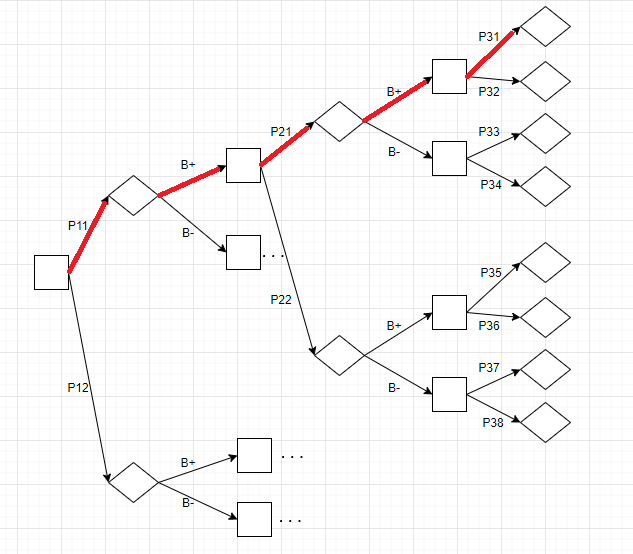 P31
B+
P32
P21
P33
B-
B+
P34
P11
B-
. . .
P35
P22
B+
P36
P37
P12
B-
P38
B+
. . .
B-
. . .